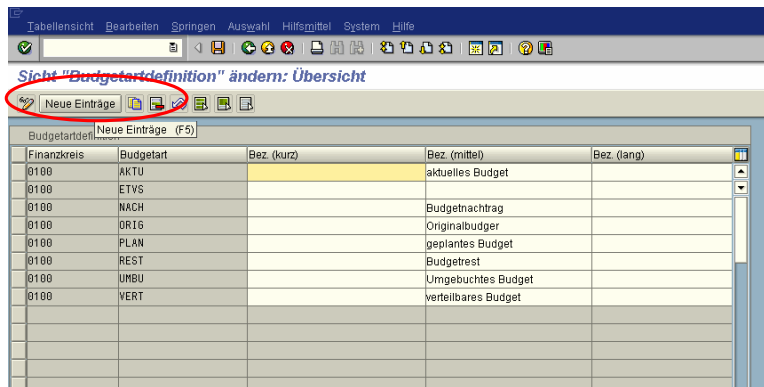 Tabellensicht Bearbeiten Springen Auswahl Hilfsmittel System Hilfe
Sicht "Budgetartdefinition" ändern: Übersicht
Neue Einträge
Neue Einträge (F5)
Budgetartdefinition
Finanzkreis Budgetart Bez. (kurz) Bez. (mittel) Bez. (lang)
0100 AKTU aktuelles Budget
0100 ETVS
0100 NACH Budgetnachtrag
0100 ORIG Originalbudger
0100 PLAN geplantes Budget
0100 REST Budgetrest
0100 UMBU Umgebuchtes Budget
0100 VERT verteilbares Budget